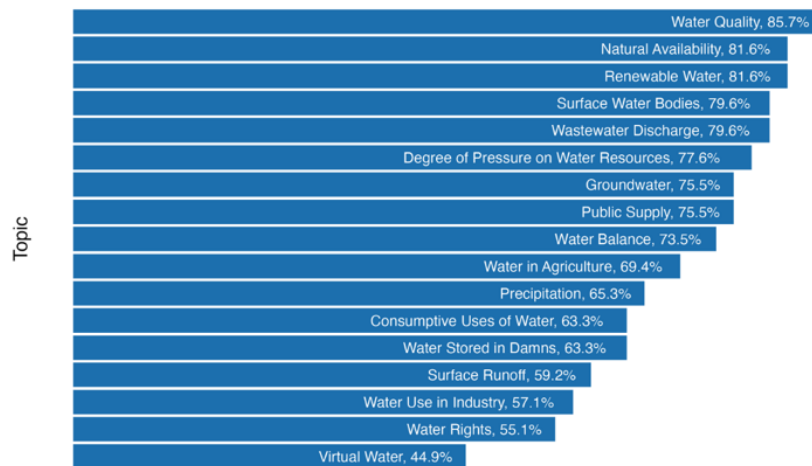 Water Quality, 85.7%
Natural Availability, 81.6%
Renewable Water, 81.6%
Surface Water Bodies, 79.6%
Wastewater Discharge, 79.6%
Degree of Pressure on Water Resources, 77.6%
Groundwater, 75.5%
Public Supply, 75.5%
Water Balance, 73.5%
Topic
Water in Agriculture, 69.4%
Precipitation, 65.3%
Consumptive Uses of Water, 63.3%
Water Stored in Damns, 63.3%
Surface Runoff, 59.2%
Water Use in Industry, 57.1%
Water Rights, 55.1%
Virtual Water, 44.9%